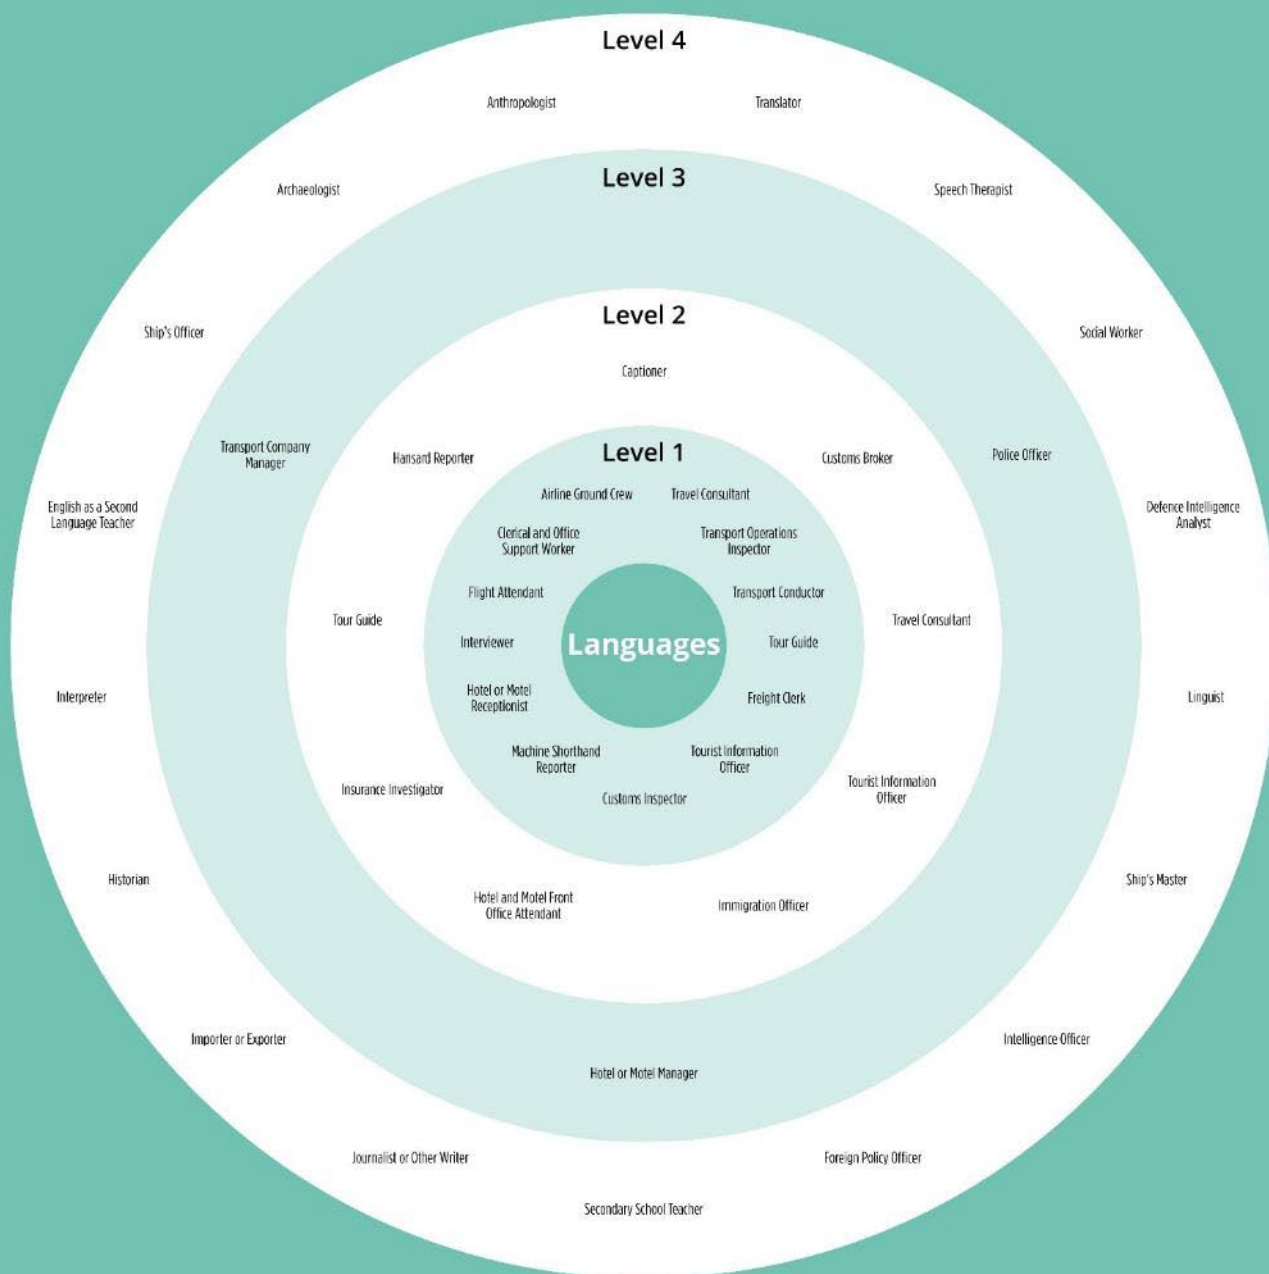 Level 4
Anthropologist
Translator
Archaeologist
Speech Therapist
Ship's Officer
Social Worker
English as a Second
Language Teacher
Defence Intelligence
Analyst
Interpreter
Linguist
Historian
Ship's Master
Importer or Exporter
Intelligence Officer
Journalist or Other Writer
Foreign Policy Officer
Secondary School Teacher
Level 3
Transport Company
Manager
Police Officer
Hotel or Motel Manager
Level 2
Captioner
Hansard Reporter
Customs Broker
Tour Guide
Travel Consultant
Insurance Investigator
Tourist Information
Officer
Hotel and Motel Front
Office Attendant
Immigration Officer
Level 1
Airline Ground Crew
Travel Consultant
Clerical and Office
Support Worker
Transport Operations
Inspector
Flight Attendant
Transport Conductor
Interviewer
Tour Guide
Hotel or Motel
Receptionist
Freight Clerk
Machine Shorthand
Reporter
Tourist Information
Officer
Customs Inspector
Languages